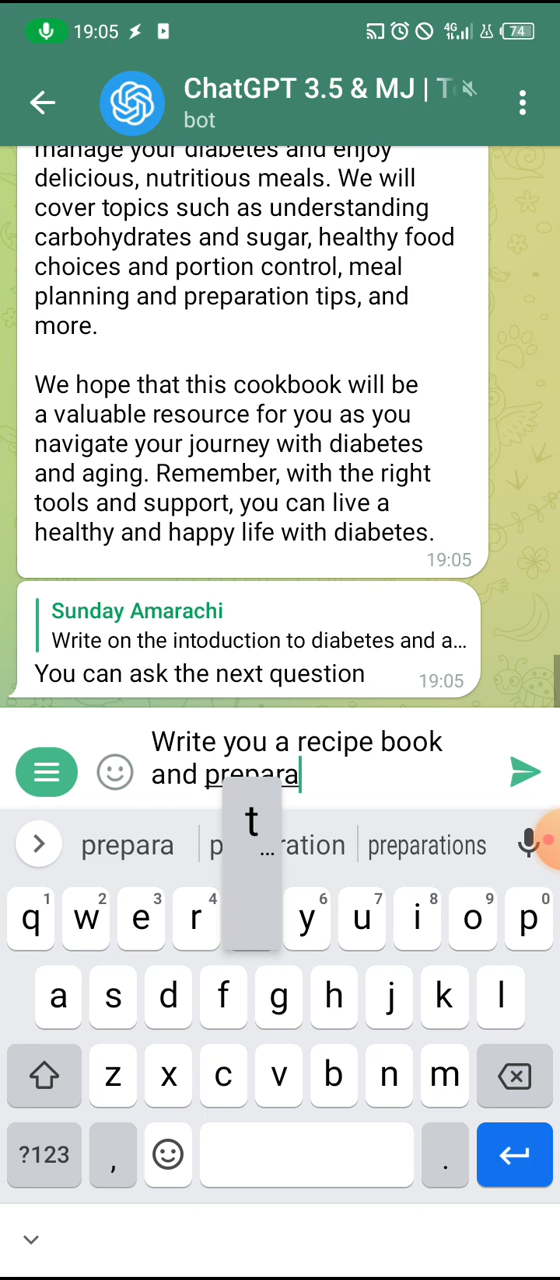 19:05
4G
74
ChatGPT 3.5 & MJ |
bot
manage your diabetes and enjoy
delicious, nutritious meals. We will
cover topics such as understanding
carbohydrates and sugar, healthy food
choices and portion control, meal
planning and preparation tips, and
more.
We hope that this cookbook will be
a valuable resource for you as you
navigate your journey with diabetes
and aging. Remember, with the right
tools and support, you can live a
healthy and happy life with diabetes.
19:05
Sunday Amarachi
Write on the intoduction to diabetes and a...
You can ask the next question
19:05
Write you a recipe book
and prepara
t
...
prepara p ration preparations
1 2 3 4 6 7 8 9 0
q w e r y u i o p
a s d f g h j k l
z x c v b n m
?123 , .